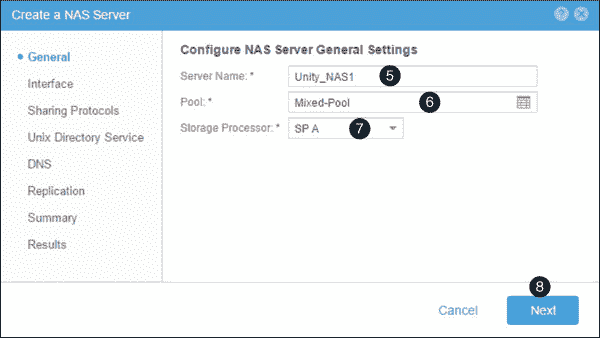 Create a NAS Server
General
Interface
Sharing Protocols
Unix Directory Service
DNS
Replication
Summary
Results
Configure NAS Server General Settings
Server Name: * Unity_NAS1 5
Pool: * Mixed-Pool 6
Storage Processor: * SP A 7
8
Cancel Next